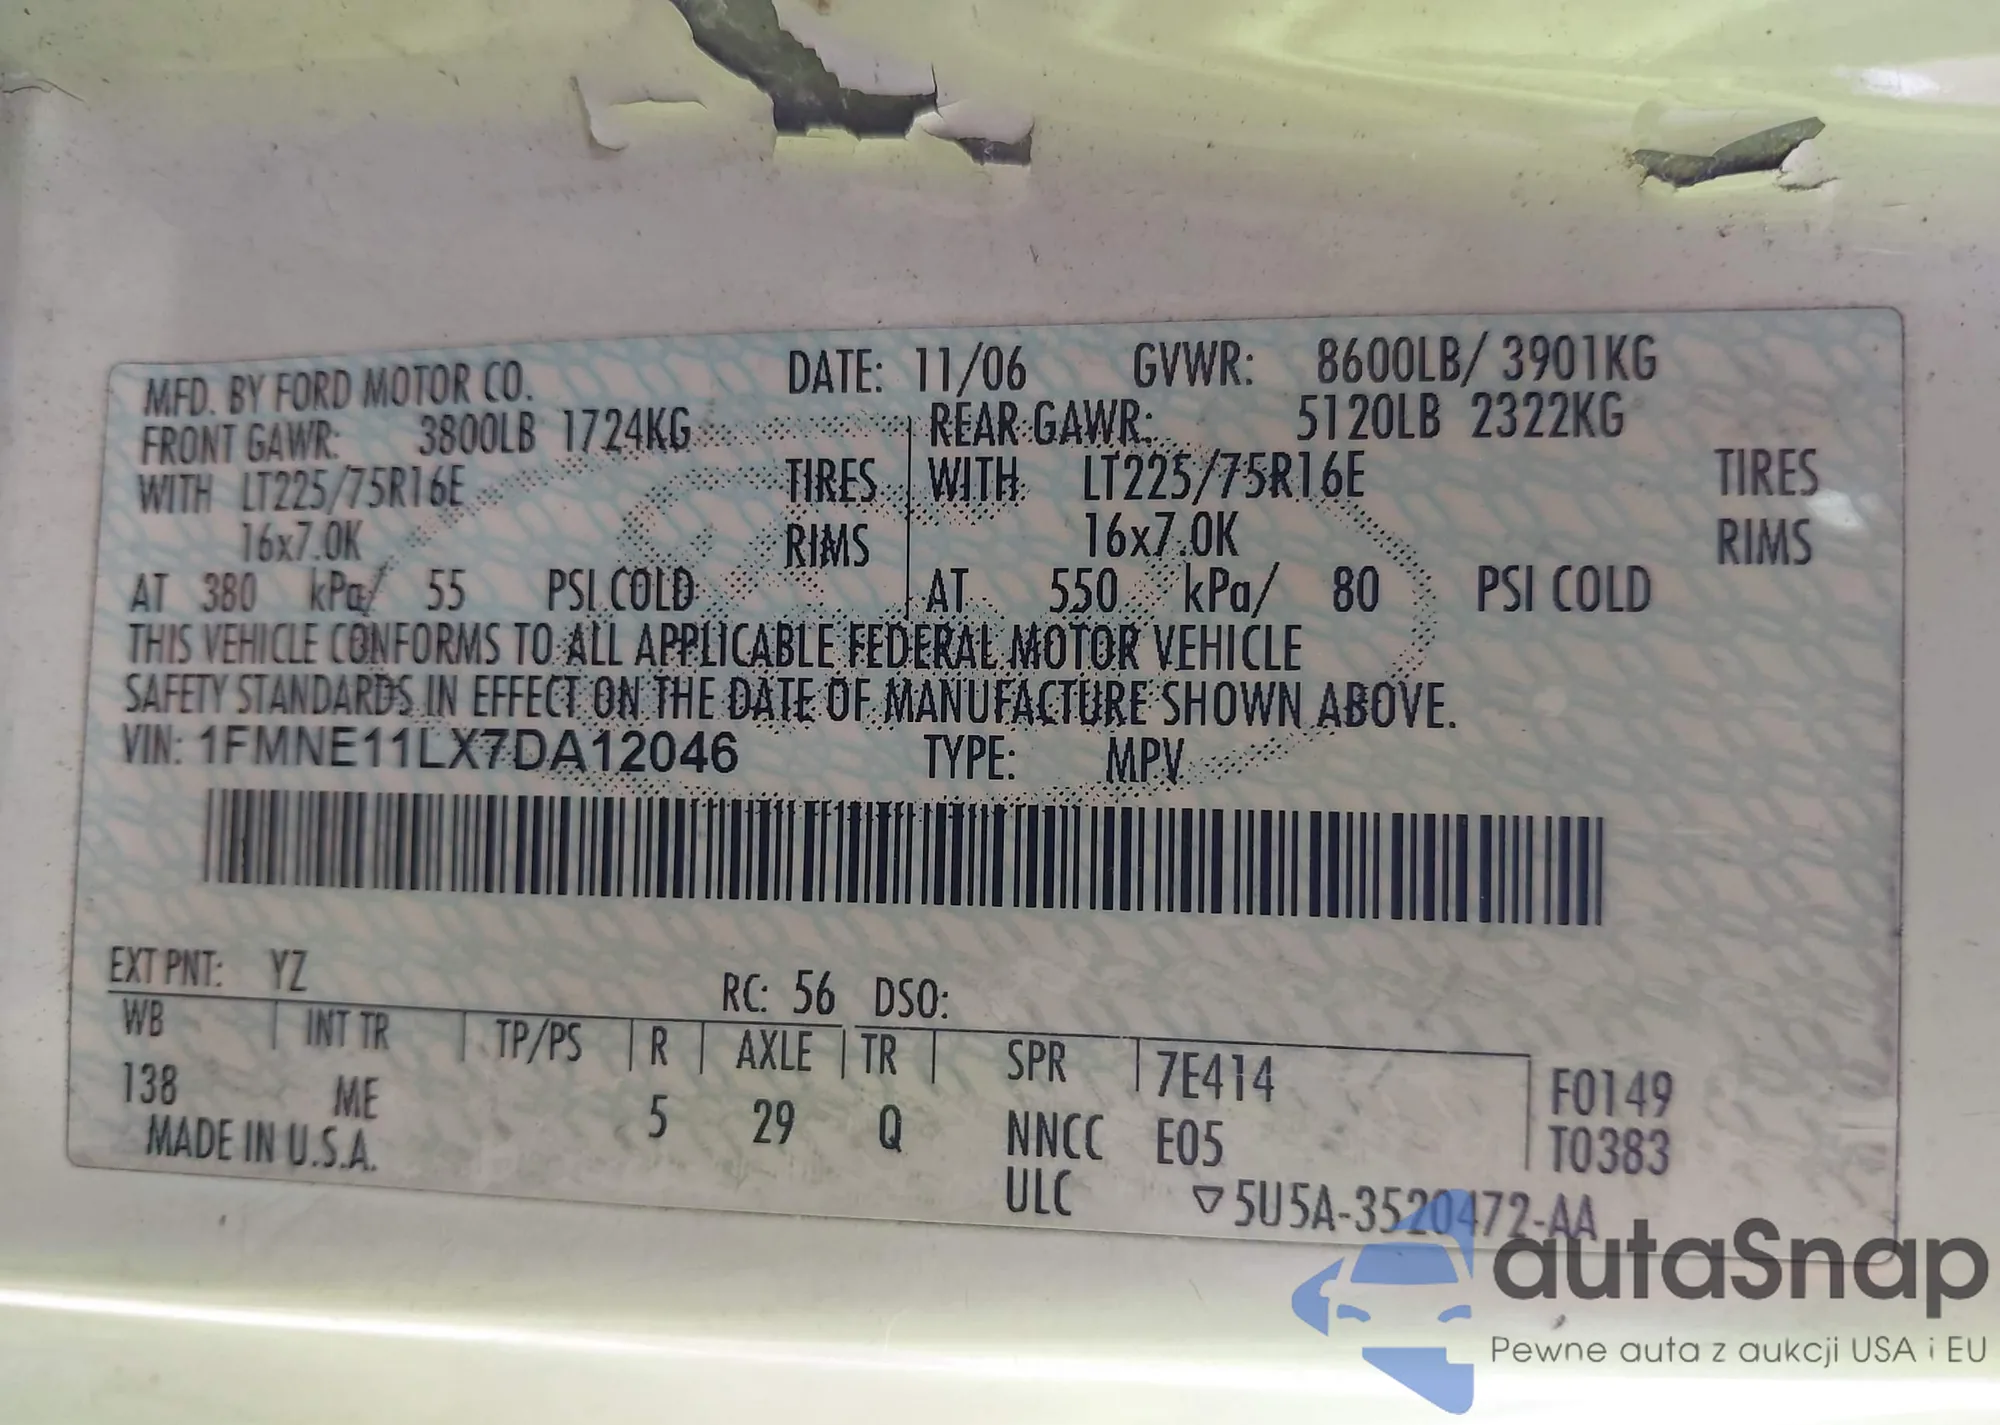 MFD. BY FORD MOTOR CO. DATE: 11/06 GVWR: 8600LB/ 3901KG
FRONT GAWR: 3800LB 1724KG REAR GAWR: 5120LB 2322KG
WITH LT225/75R16E TIRES WITH LT225/75R16E TIRES
16x7.0K RIMS 16x7.0K RIMS
AT 380 kPa/ 55 PSI COLD AT 550 kPa/ 80 PSI COLD
THIS VEHICLE CONFORMS TO ALL APPLICABLE FEDERAL MOTOR VEHICLE
SAFETY STANDARDS IN EFFECT ON THE DATE OF MANUFACTURE SHOWN ABOVE.
VIN: 1FMNE11LX7DA12046 TYPE: MPV
EXT PNT: YZ RC: 56 DSO:
WB INT TR TP/PS R AXLE TR SPR 7E414 F0149
138 ME 5 29 Q NNCC E05 T0383
MADE IN U.S.A. ULC ▽5U5A-3520472-AA
autaSnap
Pewne auta z aukcji USA i EU